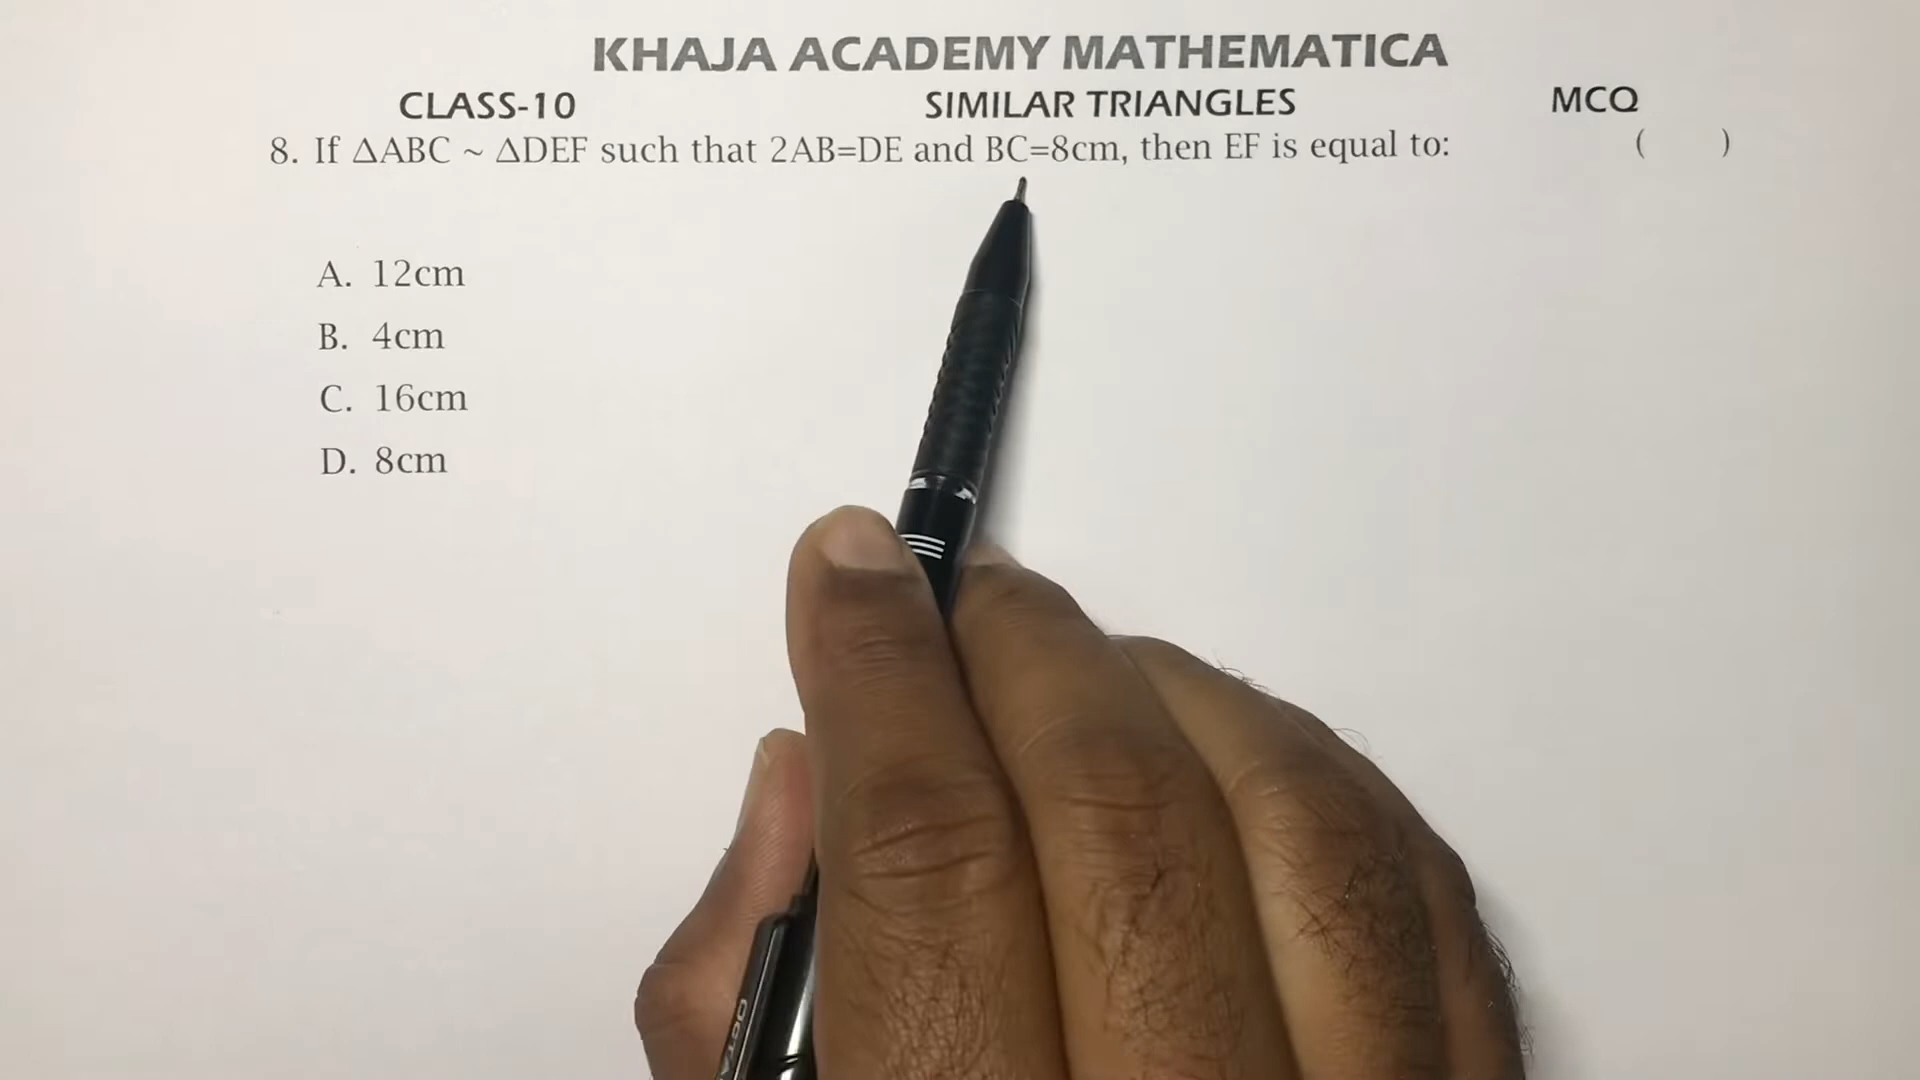 KHAJA ACADEMY MATHEMATICA
CLASS-10 SIMILAR TRIANGLES MCQ
8. If ΔABC ~ ΔDEF such that 2AB=DE and BC=8cm, then EF is equal to: ( )
A. 12cm
B. 4cm
C. 16cm
D. 8cm